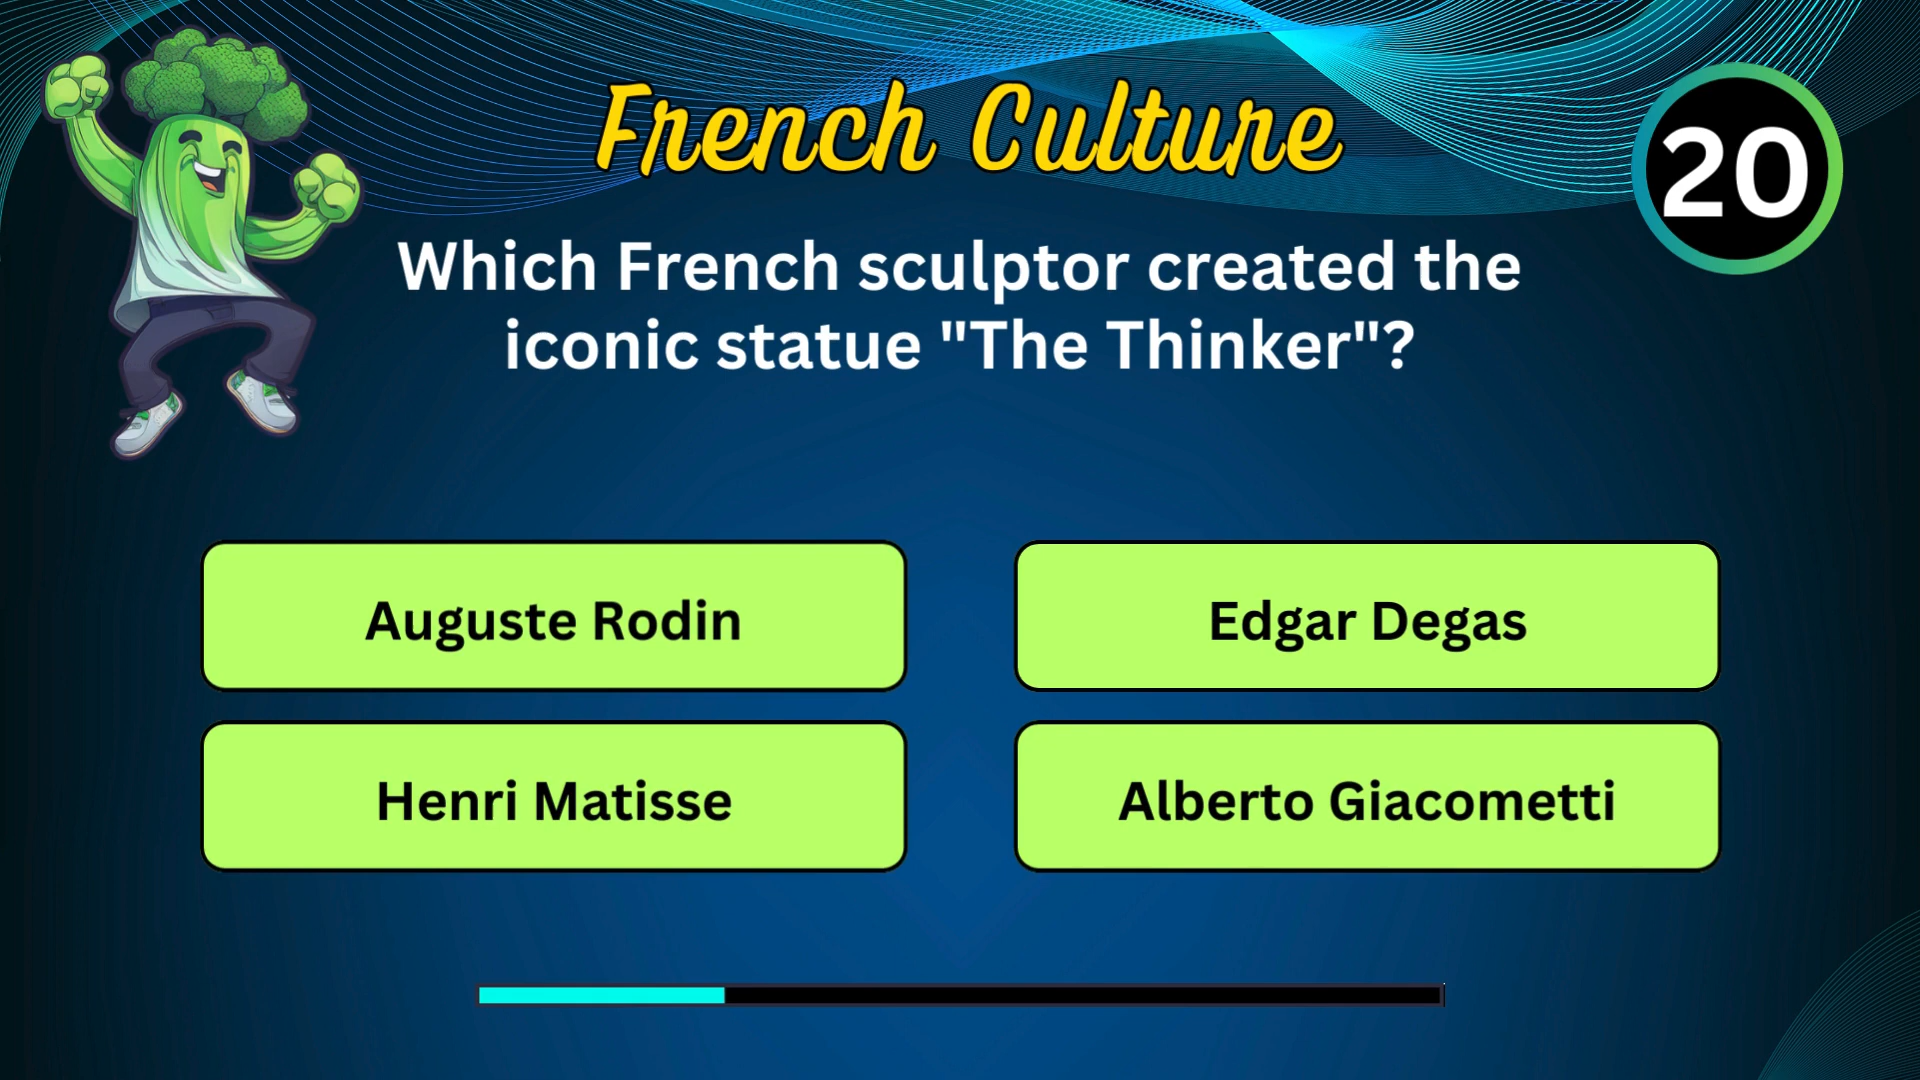 French Culture
20
Which French sculptor created the
iconic statue "The Thinker"?
Auguste Rodin
Edgar Degas
Henri Matisse
Alberto Giacometti